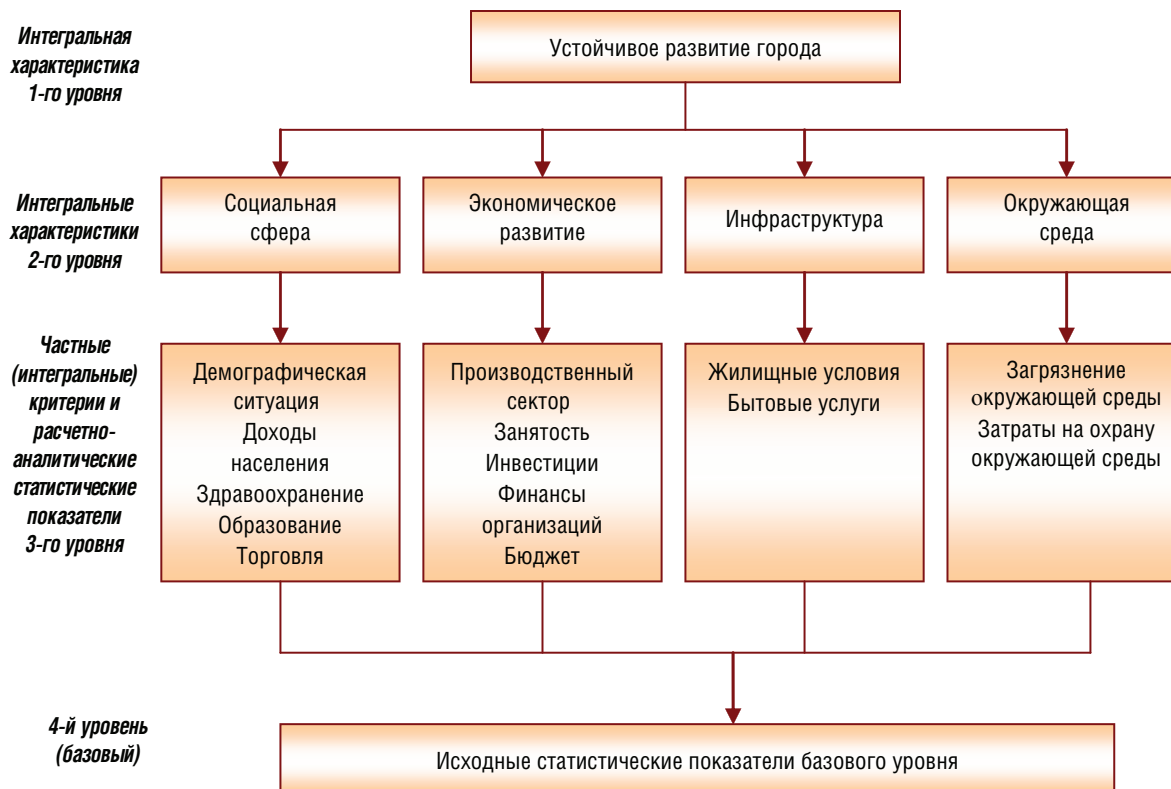 Интегральная
характеристика
1-го уровня
Устойчивое развитие города
Интегральные
характеристики
2-го уровня
Социальная
сфера
Экономическое
развитие
Инфраструктура
Окружающая
среда
Частные
(интегральные)
критерии и
расчетно-
аналитические
статистические
показатели
3-го уровня
Демографическая
ситуация
Доходы
населения
Здравоохранение
Образование
Торговля
Производственный
сектор
Занятость
Инвестиции
Финансы
организаций
Бюджет
Жилищные условия
Бытовые услуги
Загрязнение
окружающей среды
Затраты на охрану
окружающей среды
4-й уровень
(базовый)
Исходные статистические показатели базового уровня